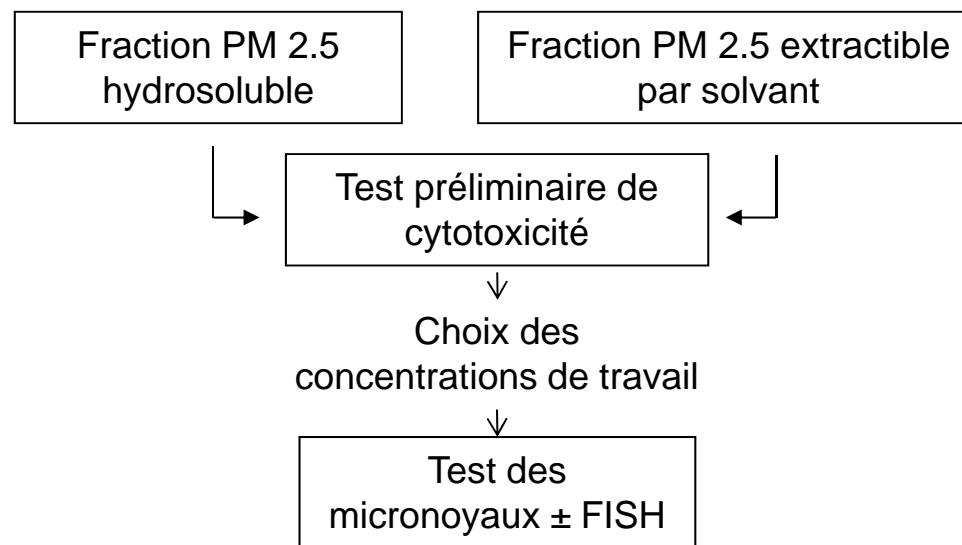 Fraction PM 2.5
hydrosoluble
Fraction PM 2.5 extractible
par solvant
Test préliminaire de
cytotoxicité
Choix des
concentrations de travail
Test des
micronoyaux ± FISH